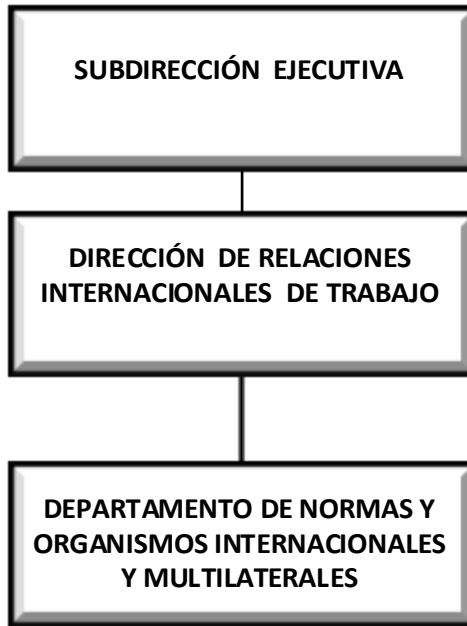 SUBDIRECCIÓN EJECUTIVA
DIRECCIÓN DE RELACIONES
INTERNACIONALES DE TRABAJO
DEPARTAMENTO DE NORMAS Y
ORGANISMOS INTERNACIONALES
Y MULTILATERALES